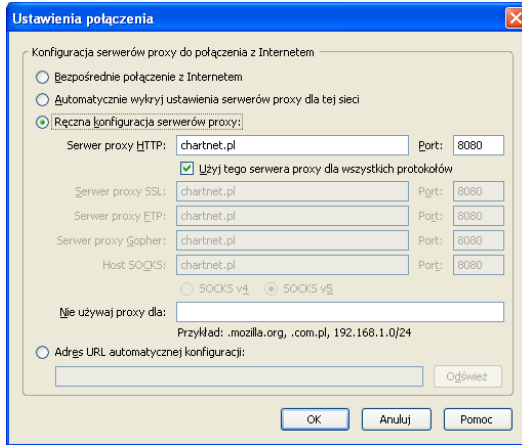 Ustawienia połączenia
Konfiguracja serwerów proxy do połączenia z Internetem
Bezpośrednie połączenie z Internetem
Automatycznie wykryj ustawienia serwerów proxy dla tej sieci
Ręczna konfiguracja serwerów proxy:
Serwer proxy HTTP: chartnet.pl Port: 8080
Użyj tego serwera proxy dla wszystkich protokołów
Serwer proxy SSL: chartnet.pl Port: 8080
Serwer proxy FTP: chartnet.pl Port: 8080
Serwer proxy Gopher: chartnet.pl Port: 8080
Host SOCKS: chartnet.pl Port: 8080
SOCKS v4 SOCKS v5
Nie używaj proxy dla:
Przykład: .mozilla.org, .com.pl, 192.168.1.0/24
Adres URL automatycznej konfiguracji:
Odśwież
OK Anuluj Pomoc